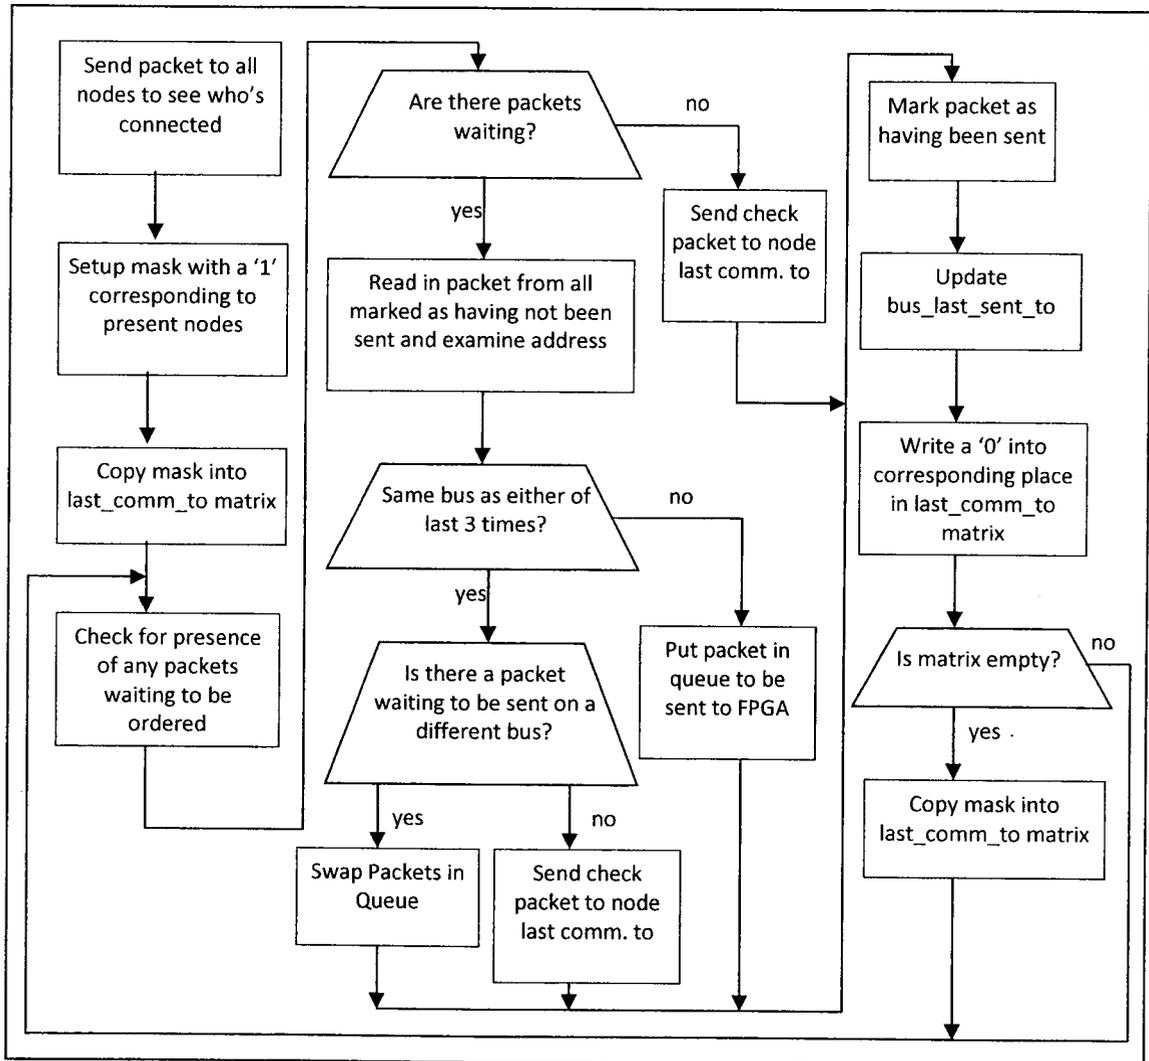 Send packet to all
nodes to see who's
connected
Setup mask with a ‘1’
corresponding to
present nodes
Copy mask into
last_comm_to matrix
Check for presence
of any packets
waiting to be
ordered
Are there packets
waiting?
no
yes
Send check
packet to node
last comm. to
Read in packet from all
marked as having not been
sent and examine address
Same bus as either of
last 3 times?
no
yes
Is there a packet
waiting to be sent on a
different bus?
Put packet in
queue to be
sent to FPGA
yes
no
Swap Packets in
Queue
Send check
packet to node
last comm. to
Mark packet as
having been sent
Update
bus_last_sent_to
Write a ‘0’ into
corresponding place
in last_comm_to
matrix
Is matrix empty?
no
yes
Copy mask into
last_comm_to matrix